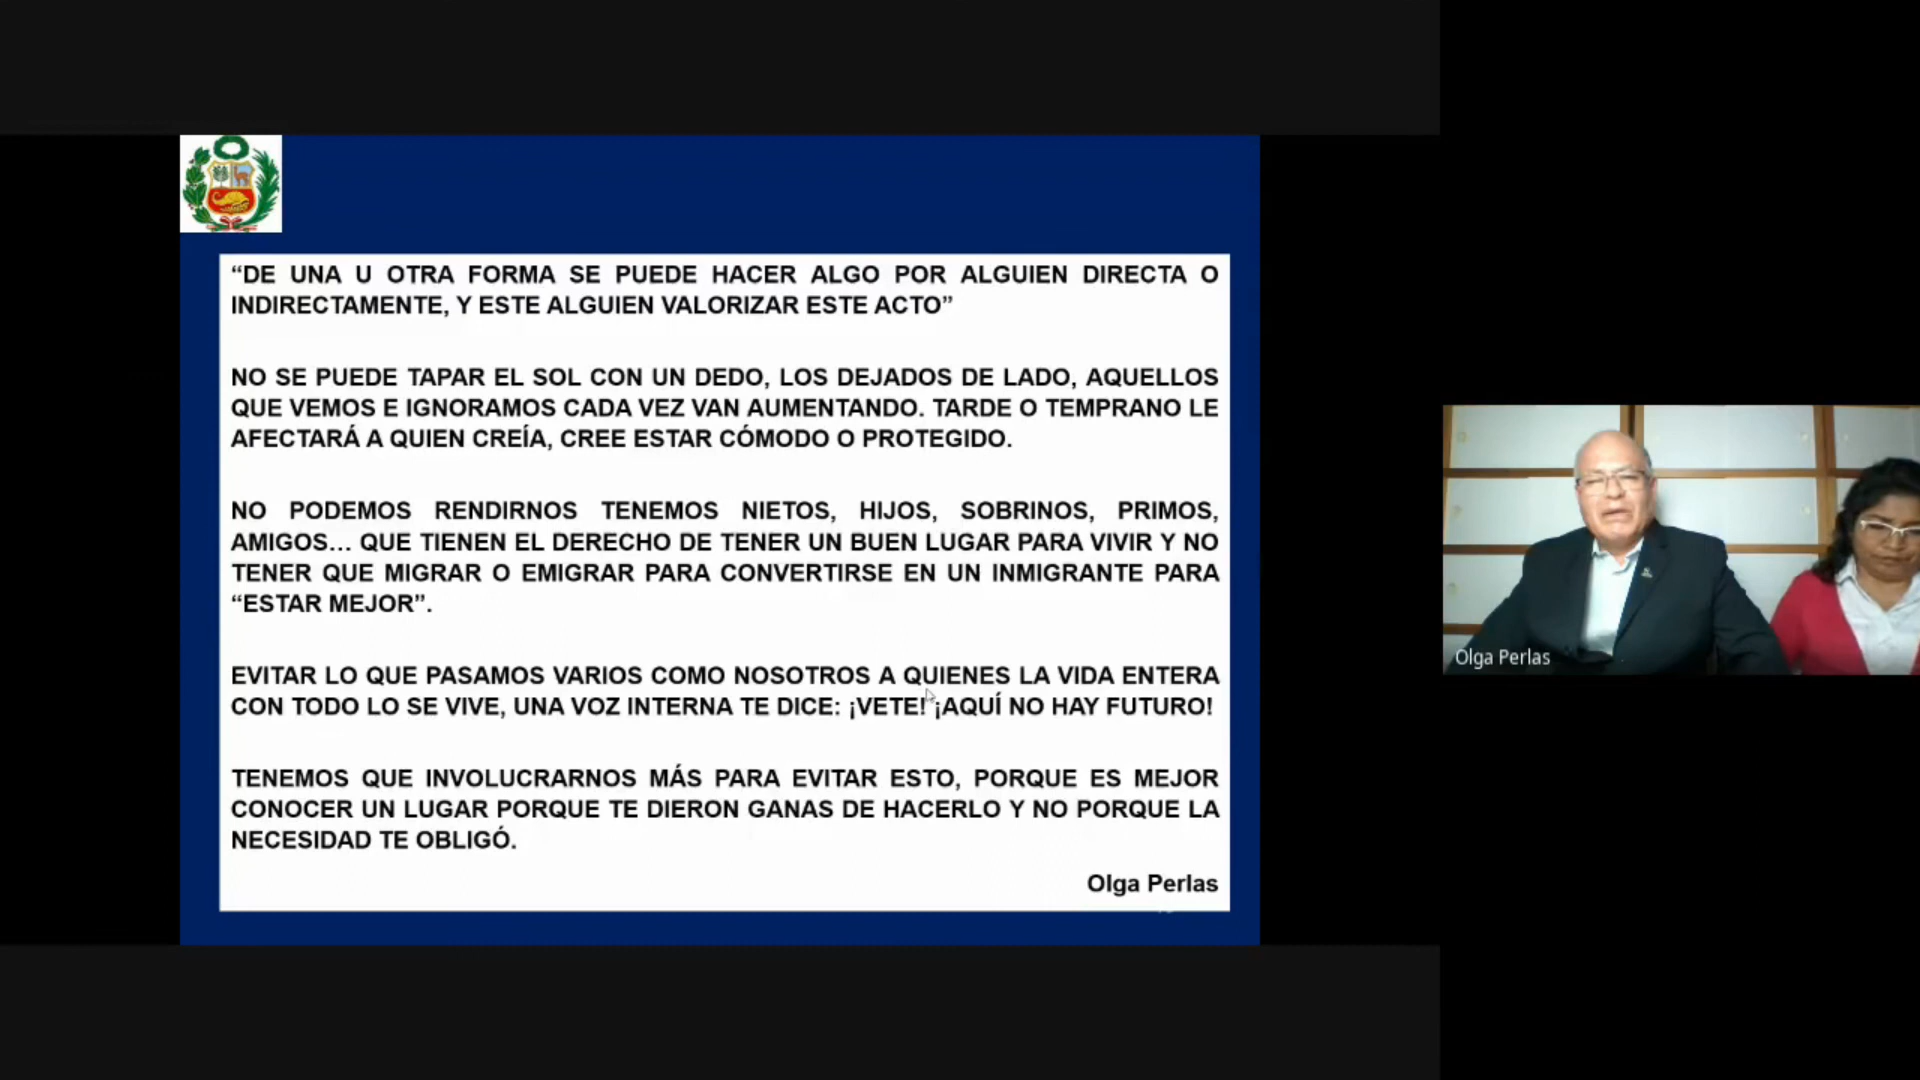 “DE UNA U OTRA FORMA SE PUEDE HACER ALGO POR ALGUIEN DIRECTA O
INDIRECTAMENTE, Y ESTE ALGUIEN VALORIZAR ESTE ACTO”
NO SE PUEDE TAPAR EL SOL CON UN DEDO, LOS DEJADOS DE LADO, AQUELLOS
QUE VEMOS E IGNORAMOS CADA VEZ VAN AUMENTANDO. TARDE O TEMPRANO LE
AFECTARÁ A QUIEN CREÍA, CREE ESTAR CÓMODO O PROTEGIDO.
NO PODEMOS RENDIRNOS TENEMOS NIETOS, HIJOS, SOBRINOS, PRIMOS,
AMIGOS... QUE TIENEN EL DERECHO DE TENER UN BUEN LUGAR PARA VIVIR Y NO
TENER QUE MIGRAR O EMIGRAR PARA CONVERTIRSE EN UN INMIGRANTE PARA
“ESTAR MEJOR”.
EVITAR LO QUE PASAMOS VARIOS COMO NOSOTROS A QUIENES LA VIDA ENTERA
CON TODO LO SE VIVE, UNA VOZ INTERNA TE DICE: ¡VETE! ¡AQUÍ NO HAY FUTURO!
TENEMOS QUE INVOLUCRARNOS MÁS PARA EVITAR ESTO, PORQUE ES MEJOR
CONOCER UN LUGAR PORQUE TE DIERON GANAS DE HACERLO Y NO PORQUE LA
NECESIDAD TE OBLIGÓ.
Olga Perlas
Olga Perlas